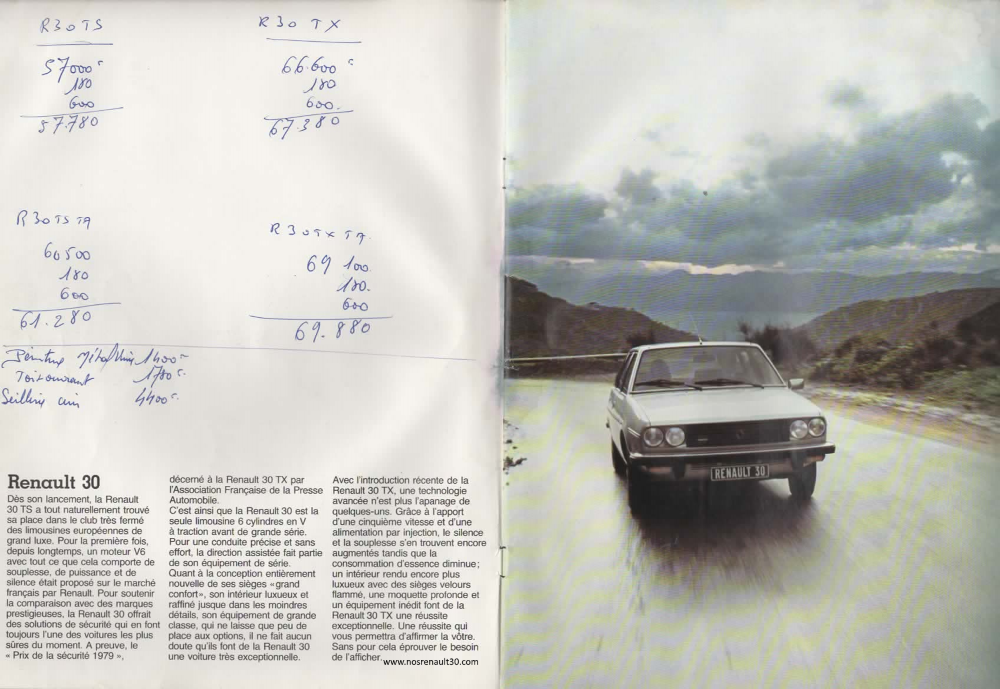 R30TS
57000
180
600
57.780
R30 TX
66.600
180
600.
67.380
R30TS TA
60500
180
600
61.280
R30TX TA.
69 100
180.
600
69.880
Peinture Métallisée 1400
Toit ouvrant 1780
Sellerie cuir 4400
Renault 30
Dès son lancement, la Renault
30 TS a tout naturellement trouvé
sa place dans le club très fermé
des limousines européennes de
grand luxe. Pour la première fois,
depuis longtemps, un moteur V6
avec tout ce que cela comporte de
souplesse, de puissance et de
silence était proposé sur le marché
français par Renault. Pour soutenir
la comparaison avec des marques
prestigieuses, la Renault 30 offrait
des solutions de sécurité qui en font
toujours l'une des voitures les plus
sûres du moment. A preuve, le
« Prix de la sécurité 1979 »,
décerné à la Renault 30 TX par
l'Association Française de la Presse
Automobile.
C'est ainsi que la Renault 30 est la
seule limousine 6 cylindres en V
à traction avant de grande série.
Pour une conduite précise et sans
effort, la direction assistée fait partie
de son équipement de série.
Quant à la conception entièrement
nouvelle de ses sièges «grand
confort», son intérieur luxueux et
raffiné jusque dans les moindres
détails, son équipement de grande
classe, qui ne laisse que peu de
place aux options, il ne fait aucun
doute qu'ils font de la Renault 30
une voiture très exceptionnelle.
Avec l'introduction récente de la
Renault 30 TX, une technologie
avancée n'est plus l'apanage de
quelques-uns. Grâce à l'apport
d'une cinquième vitesse et d'une
alimentation par injection, le silence
et la souplesse s'en trouvent encore
augmentés tandis que la
consommation d'essence diminue;
un intérieur rendu encore plus
luxueux avec des sièges velours
flammé, une moquette profonde et
un équipement inédit font de la
Renault 30 TX une réussite
exceptionnelle. Une réussite qui
vous permettra d'affirmer la vôtre.
Sans pour cela éprouver le besoin
de l'afficher.
www.nosrenault30.com
RENAULT 30